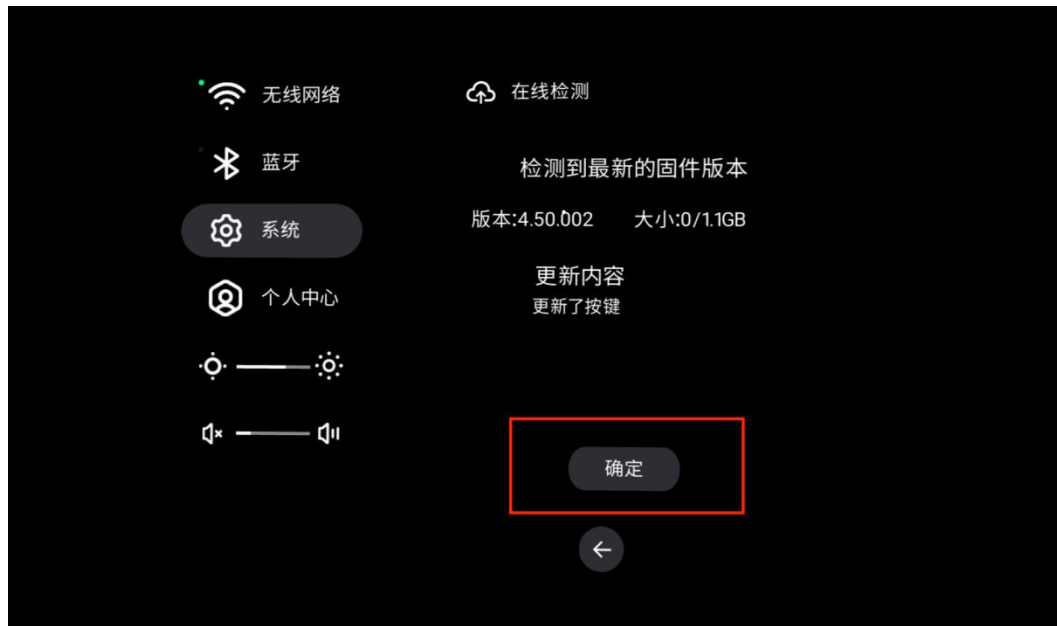 无线网络
蓝牙
系统
个人中心
在线检测
检测到最新的固件版本
版本:4.50.002 大小:0/1.1GB
更新内容
更新了按键
确定